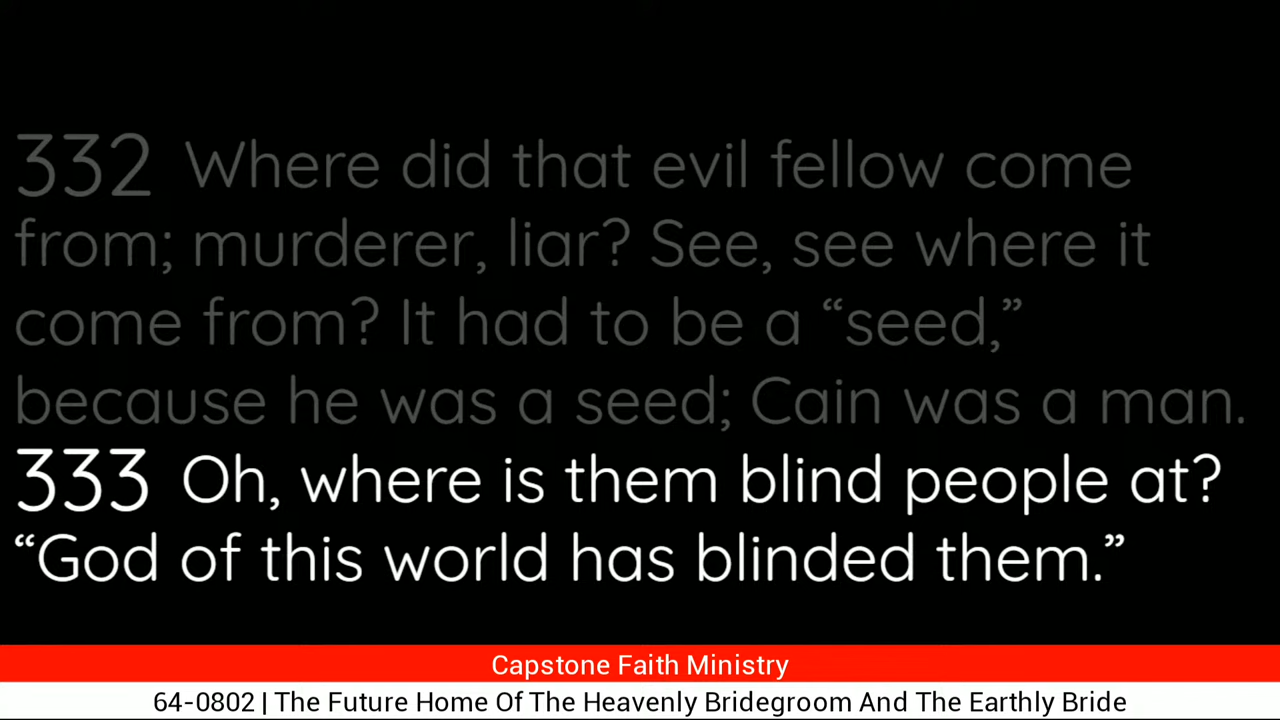 332 Where did that evil fellow come
from; murderer, liar? See, see where it
come from? It had to be a “seed,”
because he was a seed; Cain was a man.
333 Oh, where is them blind people at?
“God of this world has blinded them.”
Capstone Faith Ministry
64-0802 | The Future Home Of The Heavenly Bridegroom And The Earthly Bride